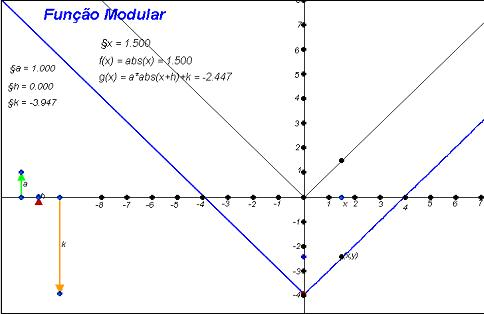 Função Modular
§x = 1.500
f(x) = abs(x) = 1.500
g(x) = a*abs(x+h)+k = -2.447
§a = 1.000
§h = 0.000
§k = -3.947
7
6
5
4
3
2
1
a
h
-8 -7 -6 -5 -4 -3 -2 -1 1 x 2 3 4 5 6 7
-1
k
-2
(x,y)
-3
-4